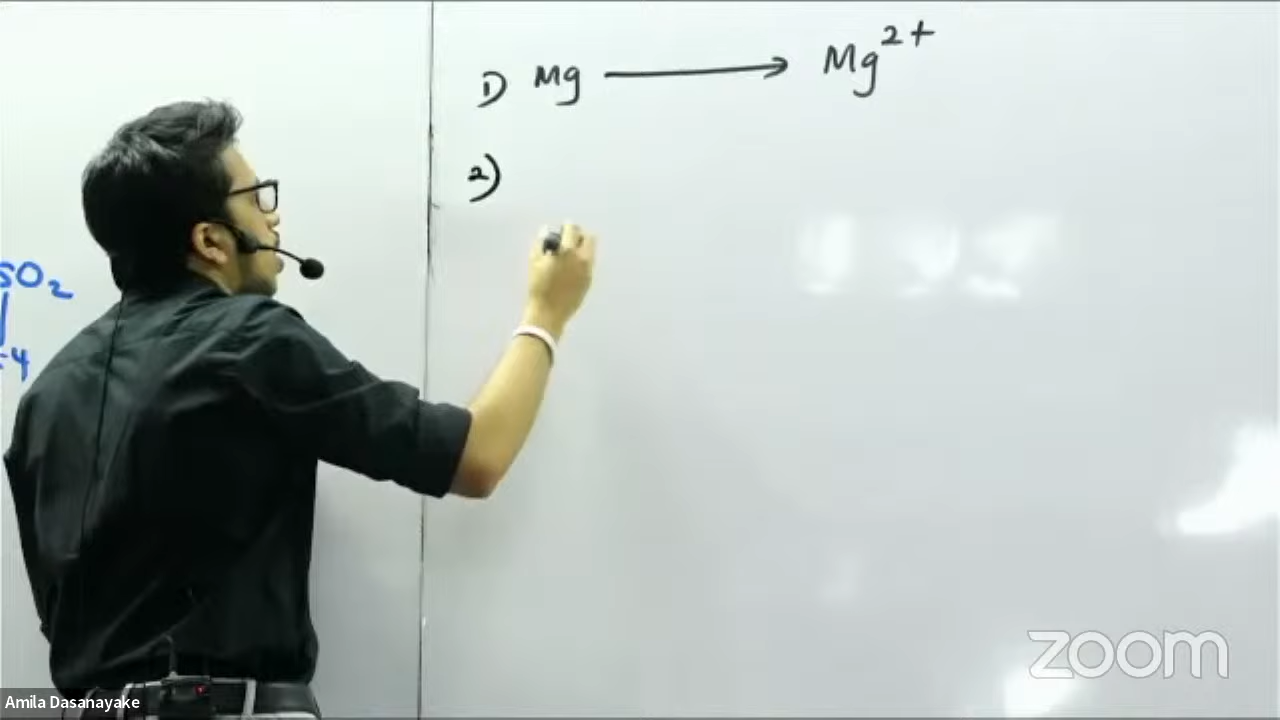 1) Mg ⟶ Mg²⁺
2)
SO₂
+4
zoom
Amila Dasanayake